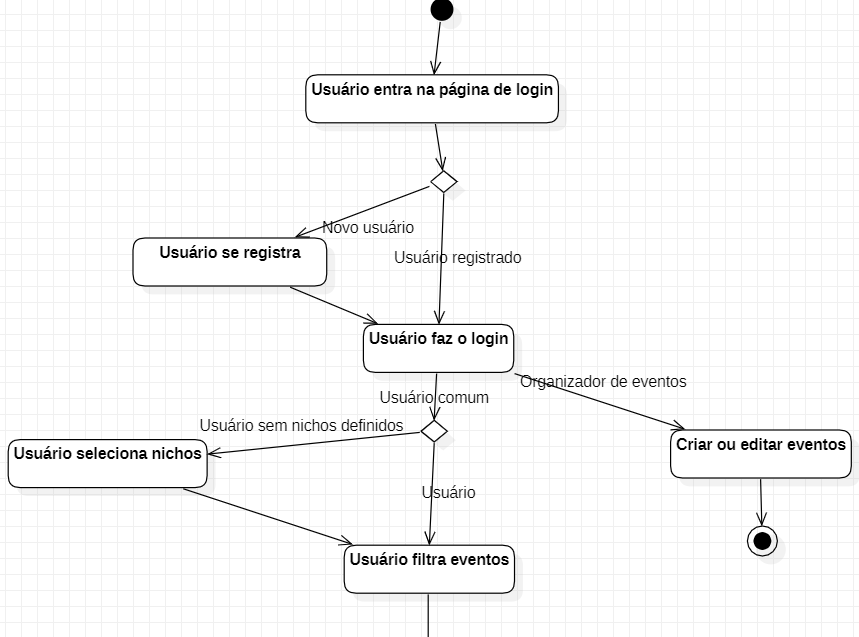 Usuário entra na página de login
Novo usuário
Usuário se registra
Usuário registrado
Usuário faz o login
Organizador de eventos
Usuário comum
Usuário sem nichos definidos
Criar ou editar eventos
Usuário seleciona nichos
Usuário
Usuário filtra eventos